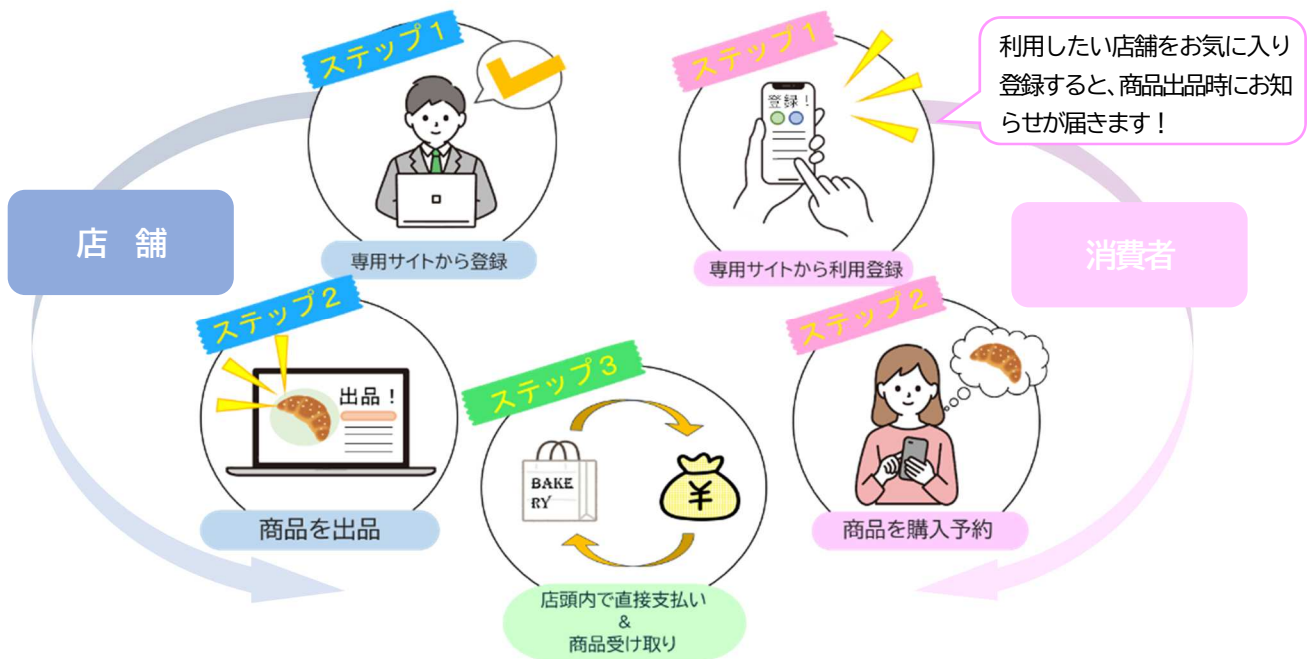 ステップ1
専用サイトから登録
店　舗
ステップ2
出品！
商品を出品
ステップ1
登録！
専用サイトから利用登録
利用したい店舗をお気に入り
登録すると、商品出品時にお知
らせが届きます！
消費者
ステップ2
商品を購入予約
ステップ3
BAKE
RY
¥
店頭内で直接支払い
&
商品受け取り